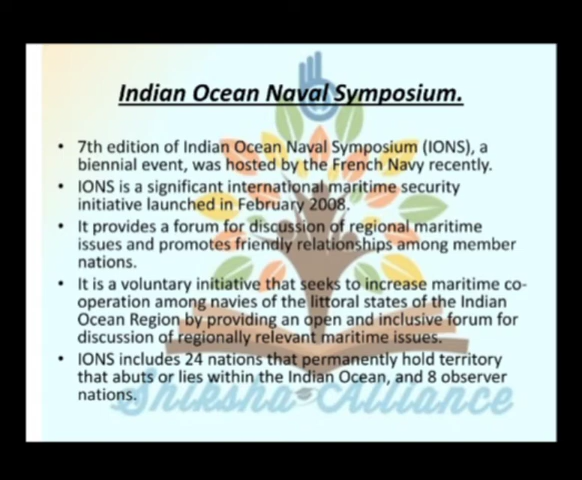 Indian Ocean Naval Symposium.
• 7th edition of Indian Ocean Naval Symposium (IONS), a
biennial event, was hosted by the French Navy recently.
• IONS is a significant international maritime security
initiative launched in February 2008.
• It provides a forum for discussion of regional maritime
issues and promotes friendly relationships among member
nations.
• It is a voluntary initiative that seeks to increase maritime co-
operation among navies of the littoral states of the Indian
Ocean Region by providing an open and inclusive forum for
discussion of regionally relevant maritime issues.
• IONS includes 24 nations that permanently hold territory
that abuts or lies within the Indian Ocean, and 8 observer
nations.
Shiksha Alliance